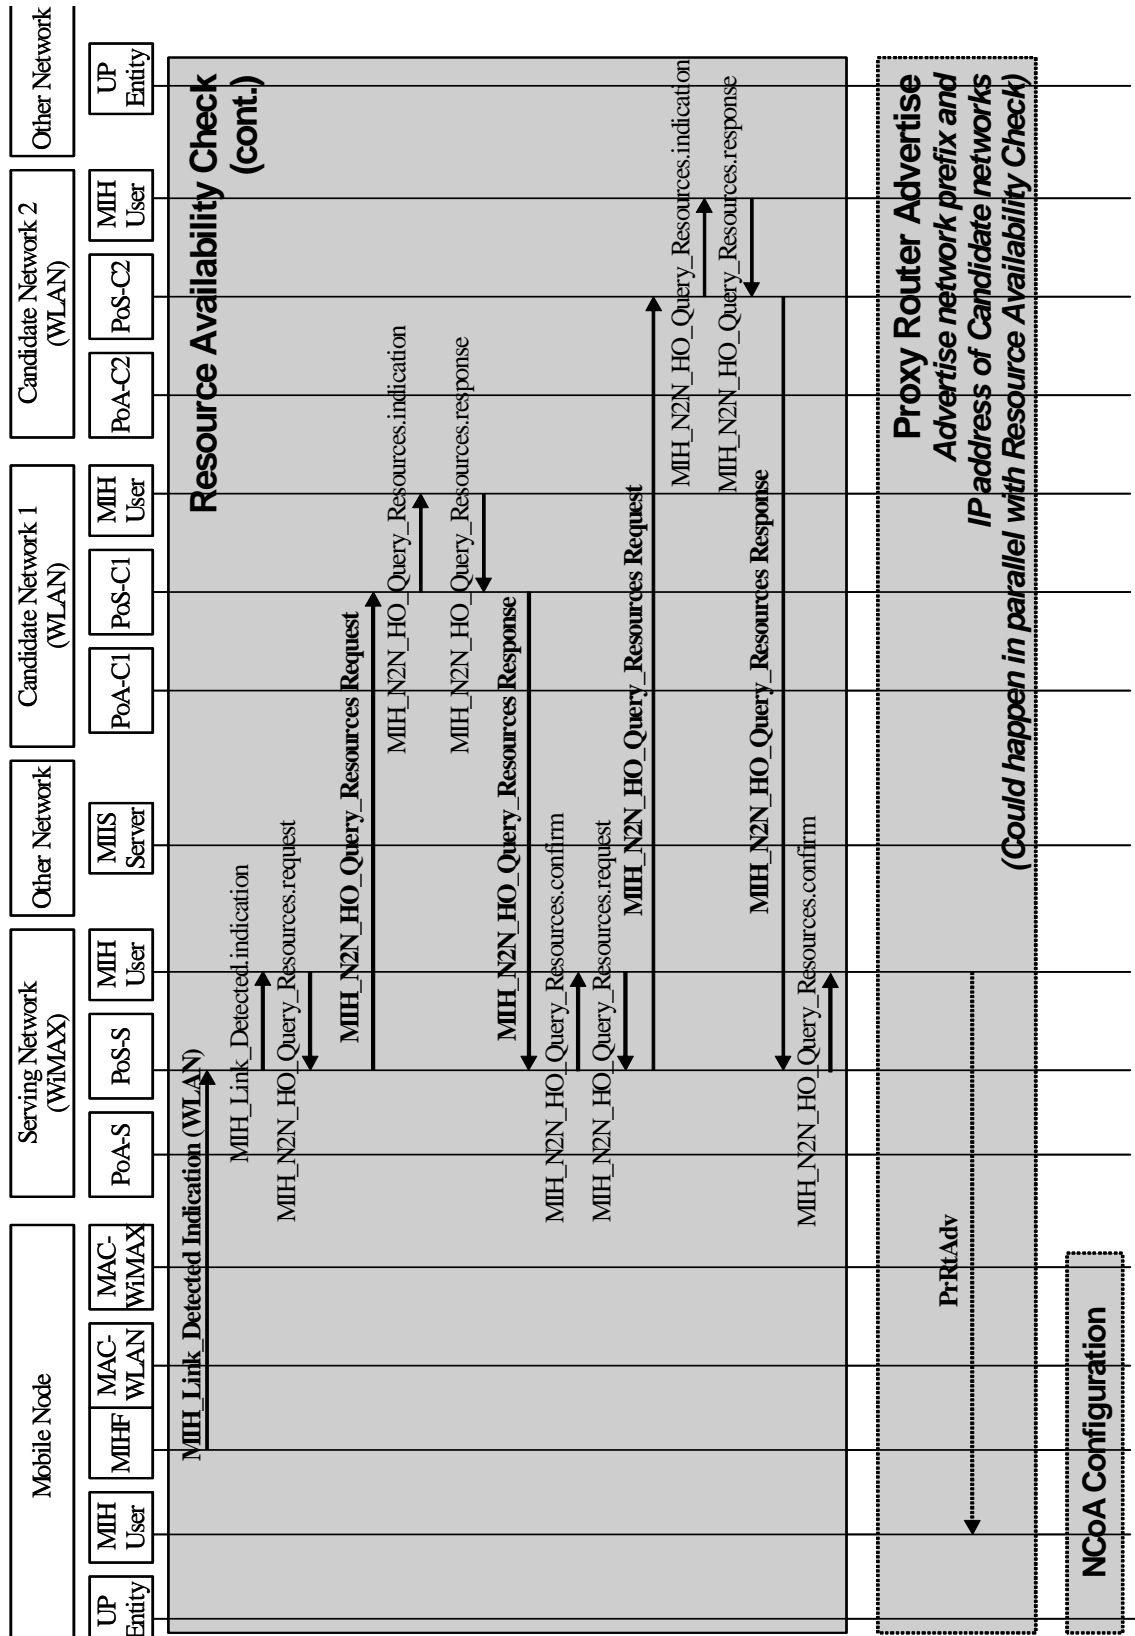 Mobile Node
Serving Network
(WiMAX)
Other Network
Candidate Network 1
(WLAN)
Candidate Network 2
(WLAN)
Other Network
UP
Entity
MIH
User
MIHF
MAC-
WLAN
MAC-
WiMAX
PoA-S
PoS-S
MIH
User
MIIS
Server
PoA-C1
PoS-C1
MIH
User
PoA-C2
PoS-C2
MIH
User
UP
Entity
Resource Availability Check
(cont.)
MIH_Link_Detected Indication (WLAN)
MIH_Link_Detected.indication
MIH_N2N_HO_Query_Resources.request
MIH_N2N_HO_Query_Resources Request
MIH_N2N_HO_Query_Resources.indication
MIH_N2N_HO_Query_Resources.response
MIH_N2N_HO_Query_Resources Response
MIH_N2N_HO_Query_Resources.confirm
MIH_N2N_HO_Query_Resources.request
MIH_N2N_HO_Query_Resources Request
MIH_N2N_HO_Query_Resources.indication
MIH_N2N_HO_Query_Resources.response
MIH_N2N_HO_Query_Resources Response
MIH_N2N_HO_Query_Resources.confirm
Proxy Router Advertise
Advertise network prefix and
IP address of Candidate networks
(Could happen in parallel with Resource Availability Check)
PrRtAdv
NCoA Configuration